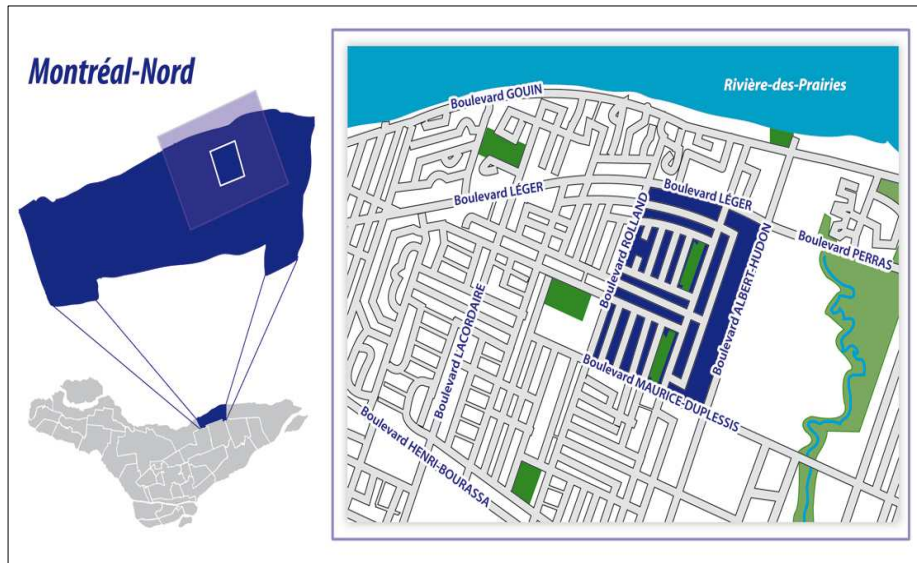 Montréal-Nord
Rivière-des-Prairies
Boulevard GOUIN
Boulevard LÉGER
Boulevard LÉGER
Boulevard ROLLAND
Boulevard PERRAS
Boulevard ALBERT-HUDON
Boulevard LACORDAIRE
Boulevard MAURICE-DUPLESSIS
Boulevard HENRI-BOURASSA